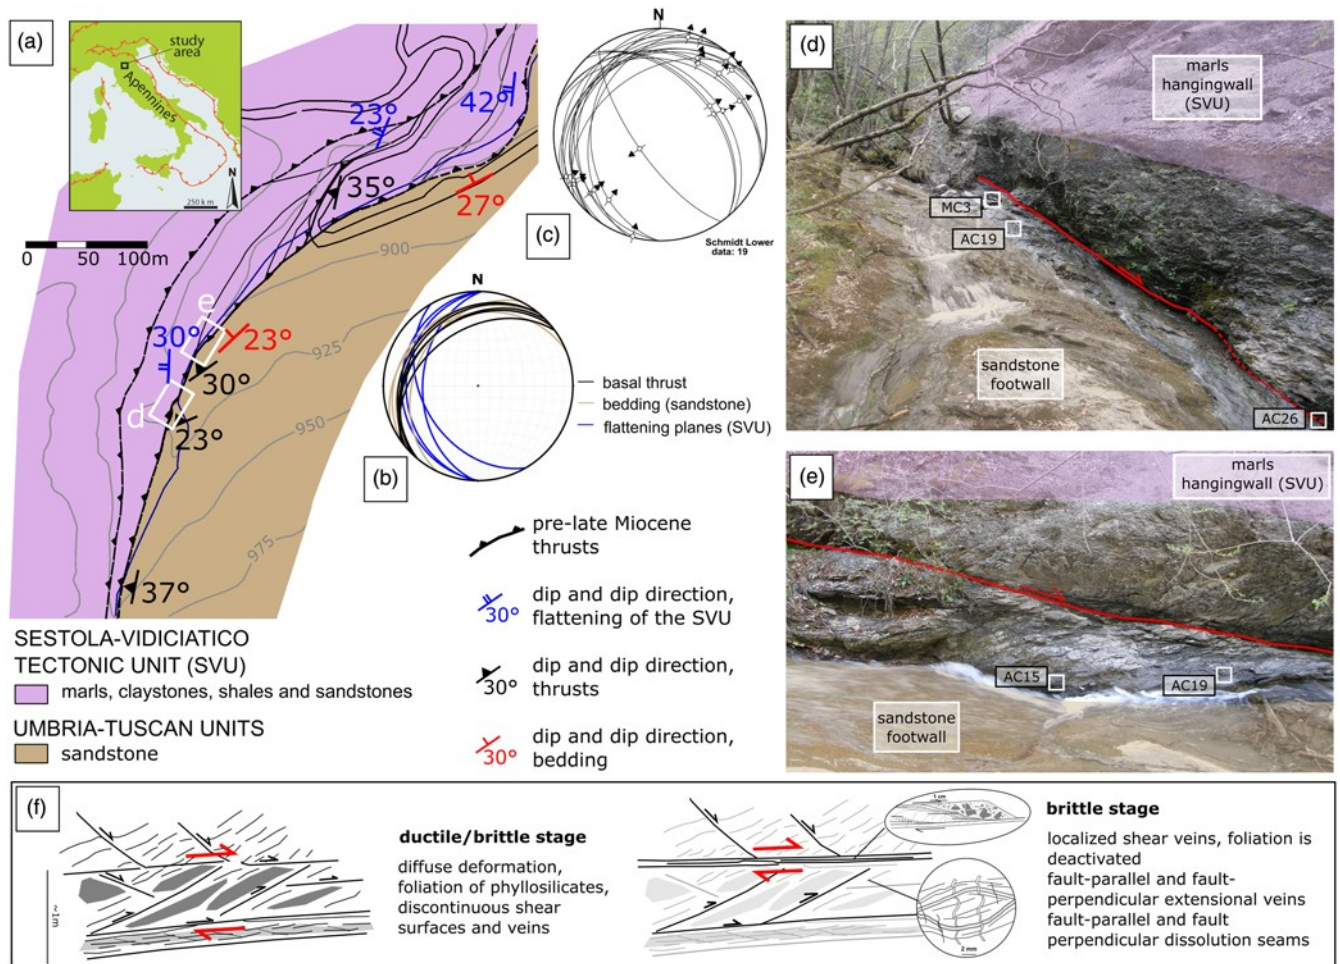 (a)
study
area
Apennines
N
250 k m
0 50 100m
23°
42°
35°
27°
30°
e
23°
30°
d
23°
37°
900
925
950
975
SESTOLA-VIDICIATICO
TECTONIC UNIT (SVU)
marls, claystones, shales and sandstones
UMBRIA-TUSCAN UNITS
sandstone
N
(c)
Schmidt Lower
data: 19
N
basal thrust
bedding (sandstone)
flattening planes (SVU)
(b)
pre-late Miocene
thrusts
30°
dip and dip direction,
flattening of the SVU
30°
dip and dip direction,
thrusts
30°
dip and dip direction,
bedding
(d)
marls
hangingwall
(SVU)
MC3
AC19
sandstone
footwall
AC26
(e)
marls
hangingwall (SVU)
AC15
AC19
sandstone
footwall
(f)
~1m
ductile/brittle stage
diffuse deformation,
foliation of phyllosilicates,
discontinuous shear
surfaces and veins
1 cm
2 mm
brittle stage
localized shear veins, foliation is
deactivated
fault-parallel and fault-
perpendicular extensional veins
fault-parallel and fault
perpendicular dissolution seams